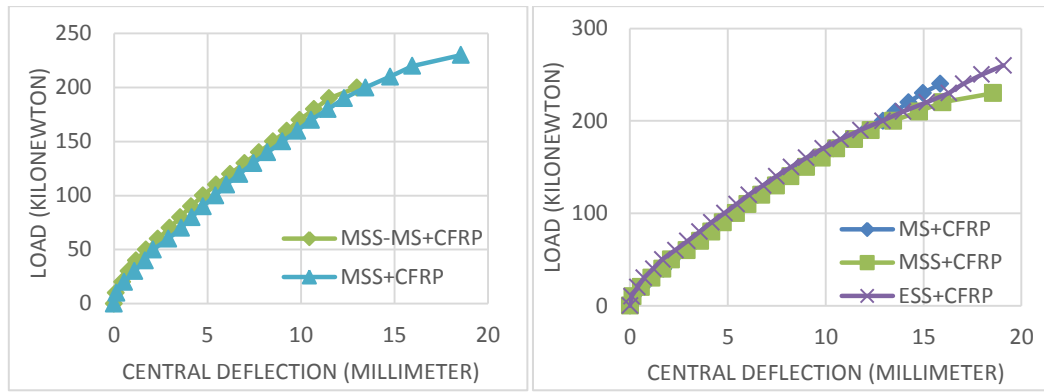 250
200
150
100
50
0
0 5 10 15 20
LOAD (KILONEWTON)
CENTRAL DEFLECTION (MILLIMETER)
MSS-MS+CFRP
MSS+CFRP
300
200
100
0
0 5 10 15 20
LOAD (KILONEWTON)
CENTRAL DEFLECTION (MILLIMETER)
MS+CFRP
MSS+CFRP
ESS+CFRP